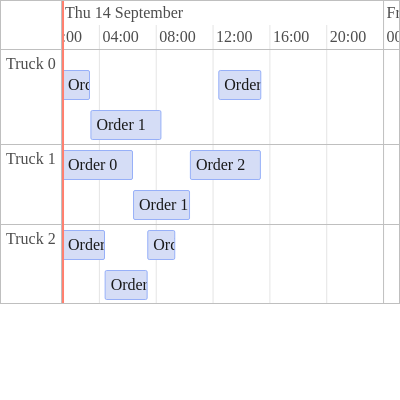 Thu 14 September Fr
:00 04:00 08:00 12:00 16:00 20:00 00
Truck 0
Ord Order
Order 1
Truck 1 Order 0 Order 2
Order 1
Truck 2 Order Ord
Order